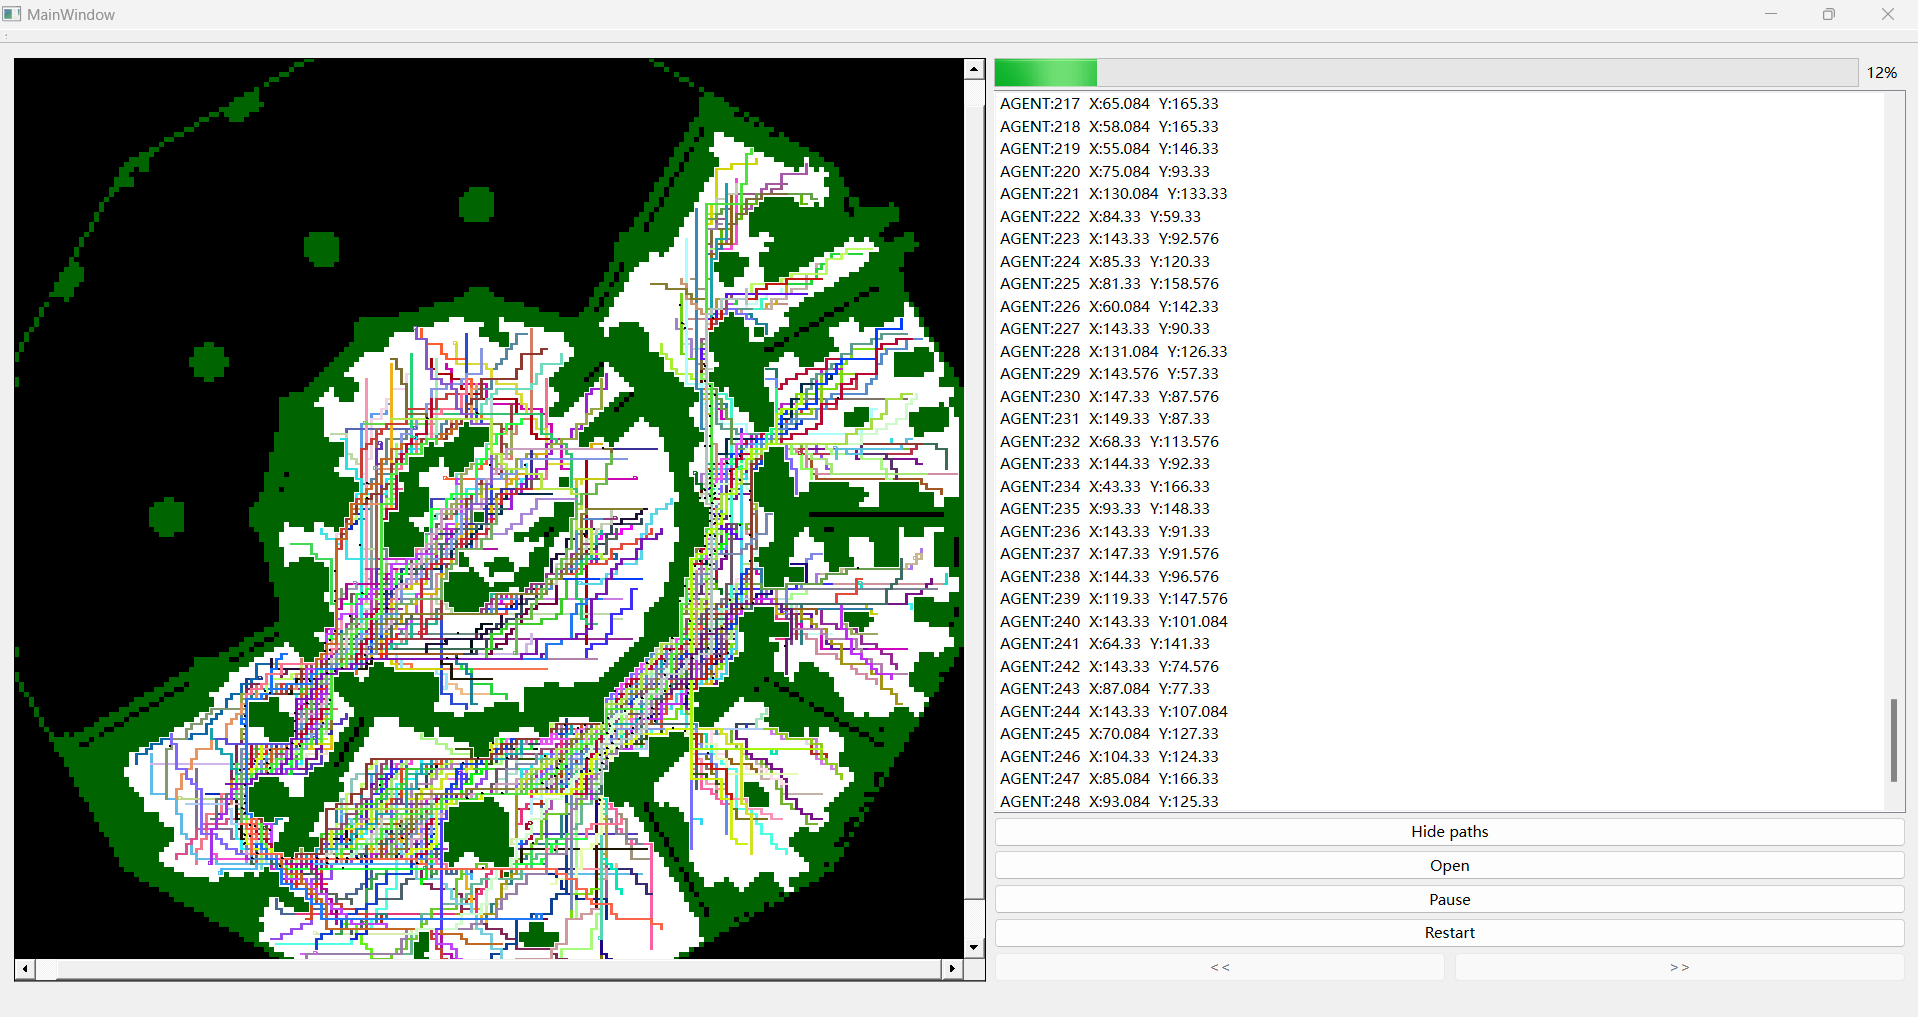 MainWindow
12%
AGENT:217 X:65.084 Y:165.33
AGENT:218 X:58.084 Y:165.33
AGENT:219 X:55.084 Y:146.33
AGENT:220 X:75.084 Y:93.33
AGENT:221 X:130.084 Y:133.33
AGENT:222 X:84.33 Y:59.33
AGENT:223 X:143.33 Y:92.576
AGENT:224 X:85.33 Y:120.33
AGENT:225 X:81.33 Y:158.576
AGENT:226 X:60.084 Y:142.33
AGENT:227 X:143.33 Y:90.33
AGENT:228 X:131.084 Y:126.33
AGENT:229 X:143.576 Y:57.33
AGENT:230 X:147.33 Y:87.576
AGENT:231 X:149.33 Y:87.33
AGENT:232 X:68.33 Y:113.576
AGENT:233 X:144.33 Y:92.33
AGENT:234 X:43.33 Y:166.33
AGENT:235 X:93.33 Y:148.33
AGENT:236 X:143.33 Y:91.33
AGENT:237 X:147.33 Y:91.576
AGENT:238 X:144.33 Y:96.576
AGENT:239 X:119.33 Y:147.576
AGENT:240 X:143.33 Y:101.084
AGENT:241 X:64.33 Y:141.33
AGENT:242 X:143.33 Y:74.576
AGENT:243 X:87.084 Y:77.33
AGENT:244 X:143.33 Y:107.084
AGENT:245 X:70.084 Y:127.33
AGENT:246 X:104.33 Y:124.33
AGENT:247 X:85.084 Y:166.33
AGENT:248 X:93.084 Y:125.33
Hide paths
Open
Pause
Restart
<< >>